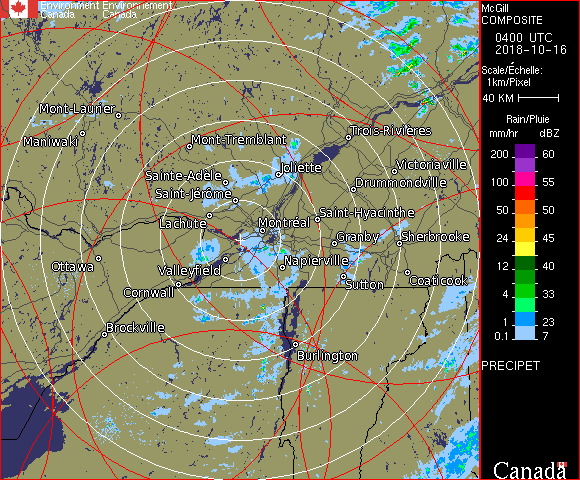 Environment Environnement
Canada Canada
McGill
COMPOSITE
0400 UTC
2018-10-16
Scale/Échelle:
1km/Pixel
40 KM
Rain/Pluie
mm/hr dBZ
200 60
100 55
50 50
24 45
12 40
4 33
1 23
0.1 7
PRECIPET
Canada
Mont-Laurier
Maniwaki
Mont-Tremblant
Trois-Rivières
Sainte-Adèle
Joliette
Victoriaville
Saint-Jérôme
Drummondville
Lachute
Montréal
Saint-Hyacinthe
Granby
Sherbrooke
Ottawa
Valleyfield
Napierville
Cornwall
Sutton
Coaticook
Brockville
Burlington